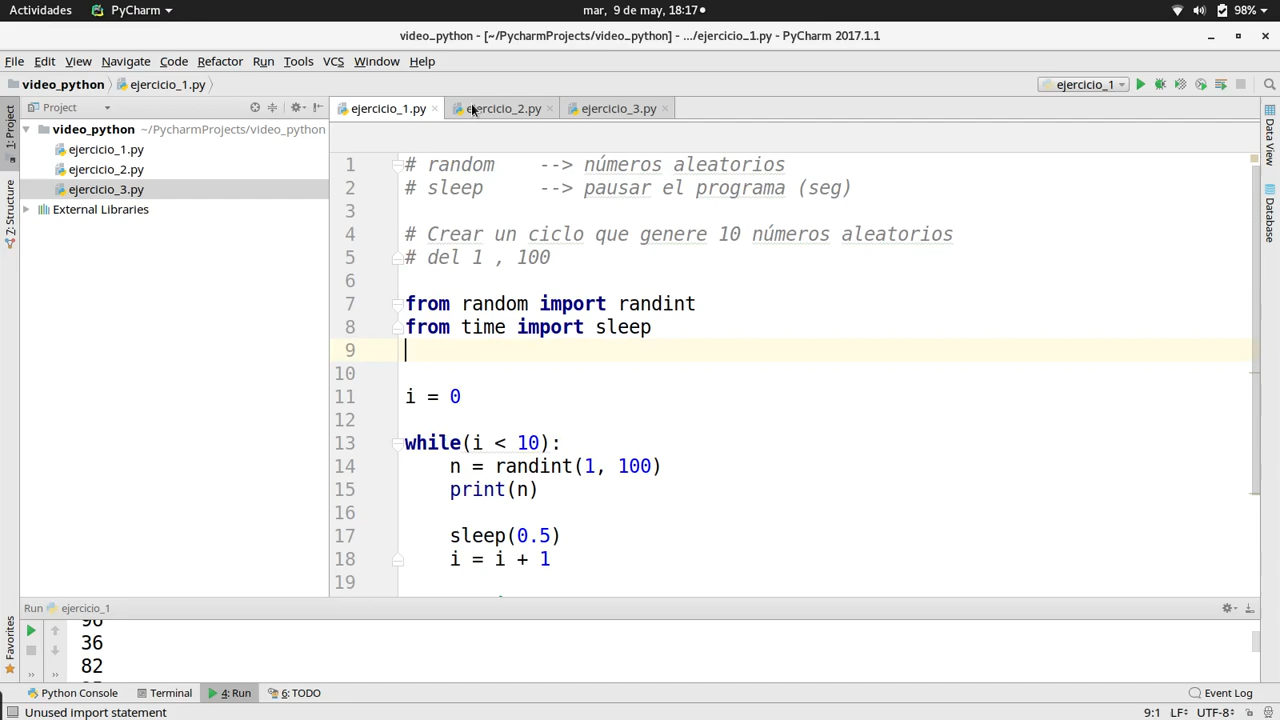 Actividades PyCharm mar, 9 de may, 18:17 98%
video_python - [~/PycharmProjects/video_python] - .../ejercicio_1.py - PyCharm 2017.1.1
File Edit View Navigate Code Refactor Run Tools VCS Window Help
video_python ejercicio_1.py ejercicio_1
Project ejercicio_1.py ejercicio_2.py ejercicio_3.py
1: Project
7: Structure
Favorites
video_python ~/PycharmProjects/video_python
ejercicio_1.py
ejercicio_2.py
ejercicio_3.py
External Libraries
1 # random --> números aleatorios
2 # sleep --> pausar el programa (seg)
3
4 # Crear un ciclo que genere 10 números aleatorios
5 # del 1 , 100
6
7 from random import randint
8 from time import sleep
9
10
11 i = 0
12
13 while(i < 10):
14 n = randint(1, 100)
15 print(n)
16
17 sleep(0.5)
18 i = i + 1
19
Data View
Database
Run ejercicio_1
36
82
Python Console Terminal 4: Run 6: TODO Event Log
Unused import statement 9:1 LF UTF-8